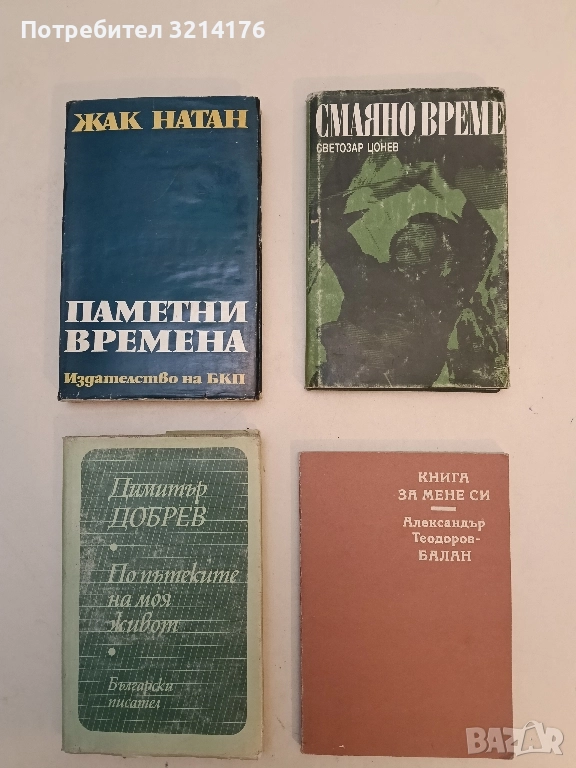 Потребител 3214176
ЖАК НАТАН
ПАМЕТНИ
ВРЕМЕНА
Издателство на БКП
СМАЯНО ВРЕМЕ
СВЕТОЗАР ЦОНЕВ
Димитър
ДОБРЕВ
По пътеките
на моя
живот
Български
писател
КНИГА
ЗА МЕНЕ СИ
Александър
Теодоров-
БАЛАН
BAZAR